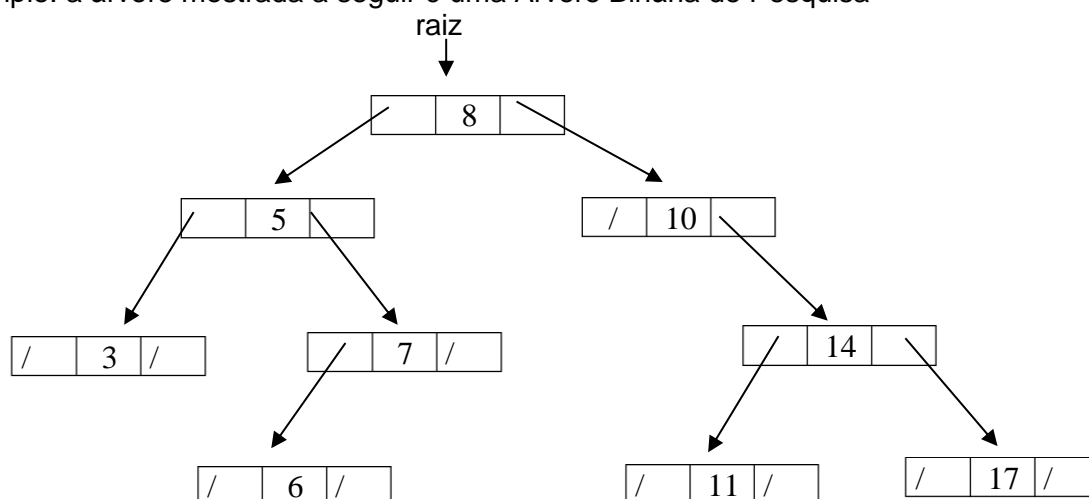 a árvore mostrada a seguir é uma Árvore Binária de Pesquisa
raiz
8
5
/ 10
/ 3 /
7 /
14
/ 6 /
/ 11 /
/ 17 /